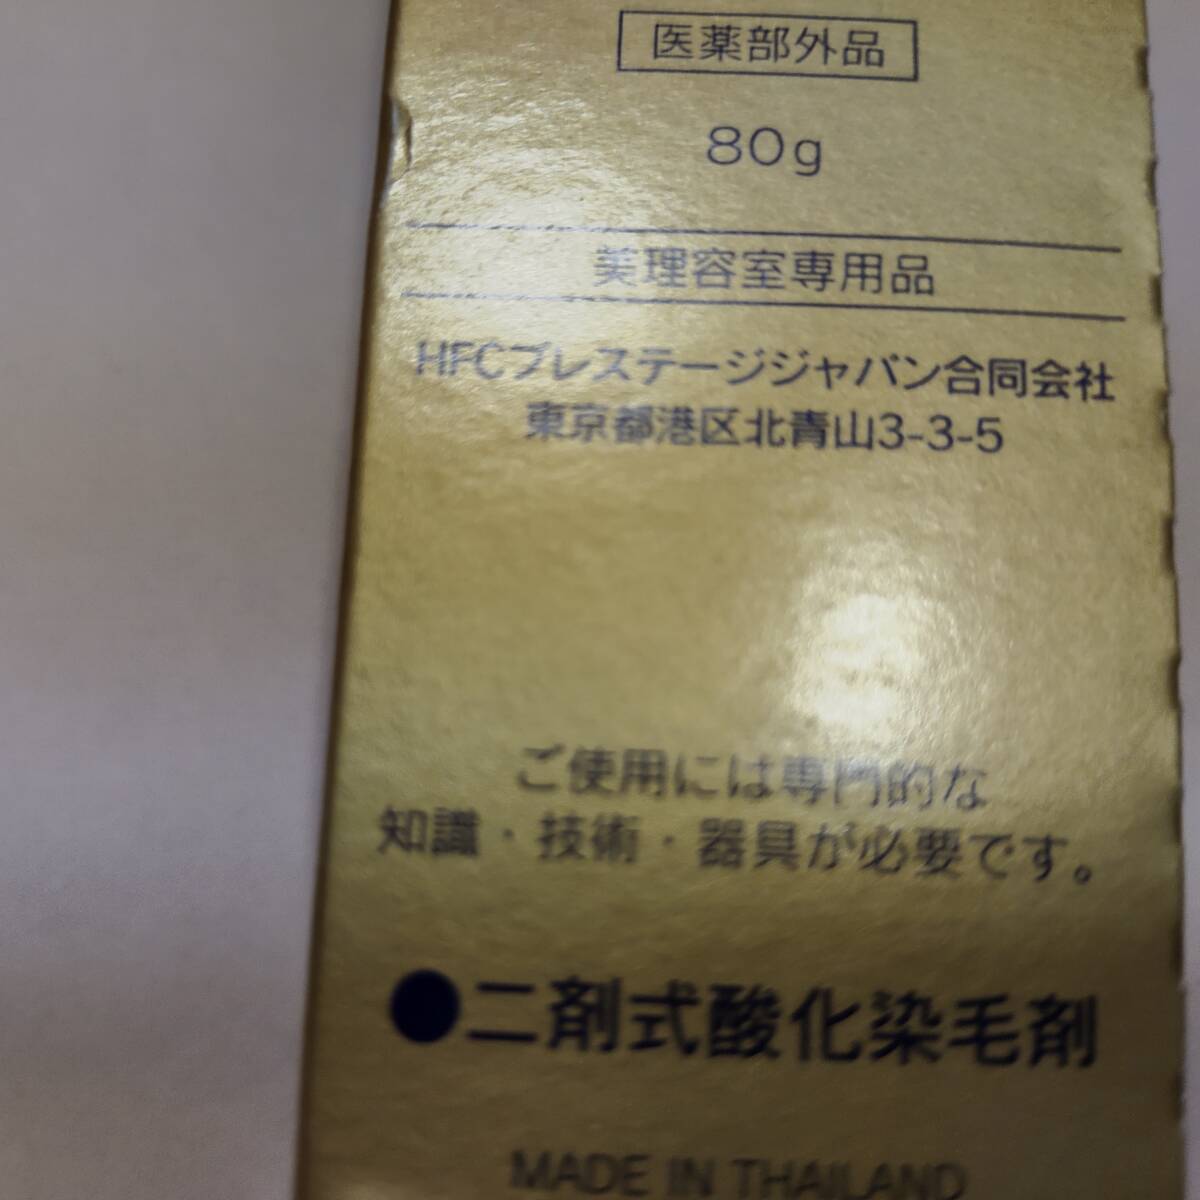 医薬部外品
80g
美理容室専用品
HFCプレステージジャパン合同会社
東京都港区北青山3-3-5
ご使用には専門的な
知識・技術・器具が必要です。
●二剤式酸化染毛剤
MADE IN THAILAND